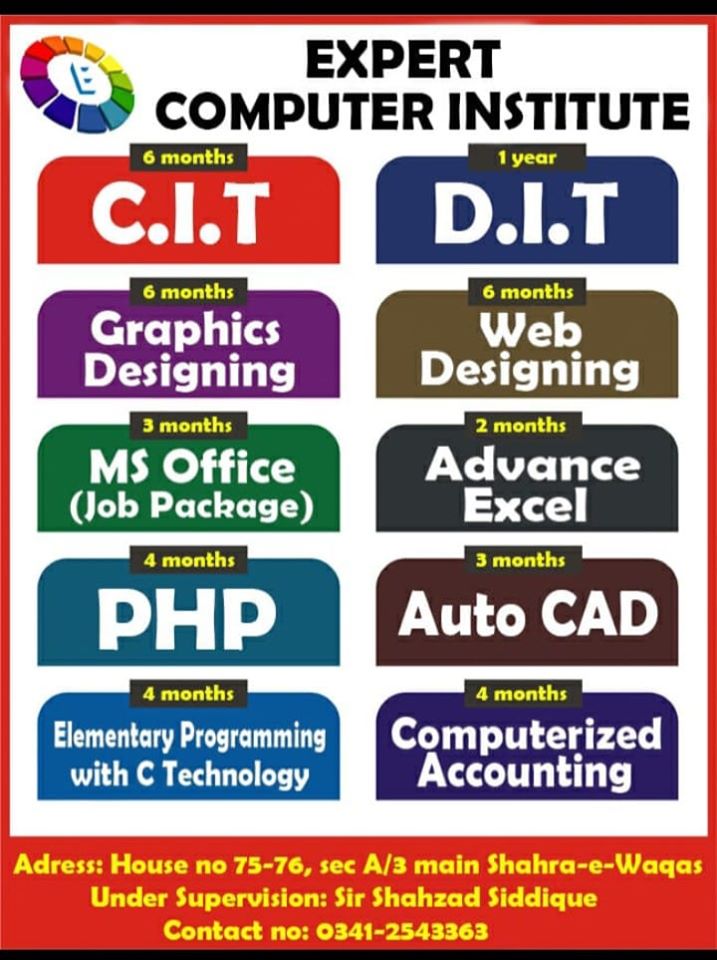 EXPERT
COMPUTER INSTITUTE
6 months
C.I.T
1 year
D.I.T
6 months
Graphics
Designing
6 months
Web
Designing
3 months
MS Office
(Job Package)
2 months
Advance
Excel
4 months
PHP
3 months
Auto CAD
4 months
Elementary Programming
with C Technology
4 months
Computerized
Accounting
Adress: House no 75-76, sec A/3 main Shahra-e-Waqas
Under Supervision: Sir Shahzad Siddique
Contact no: 0341-2543363